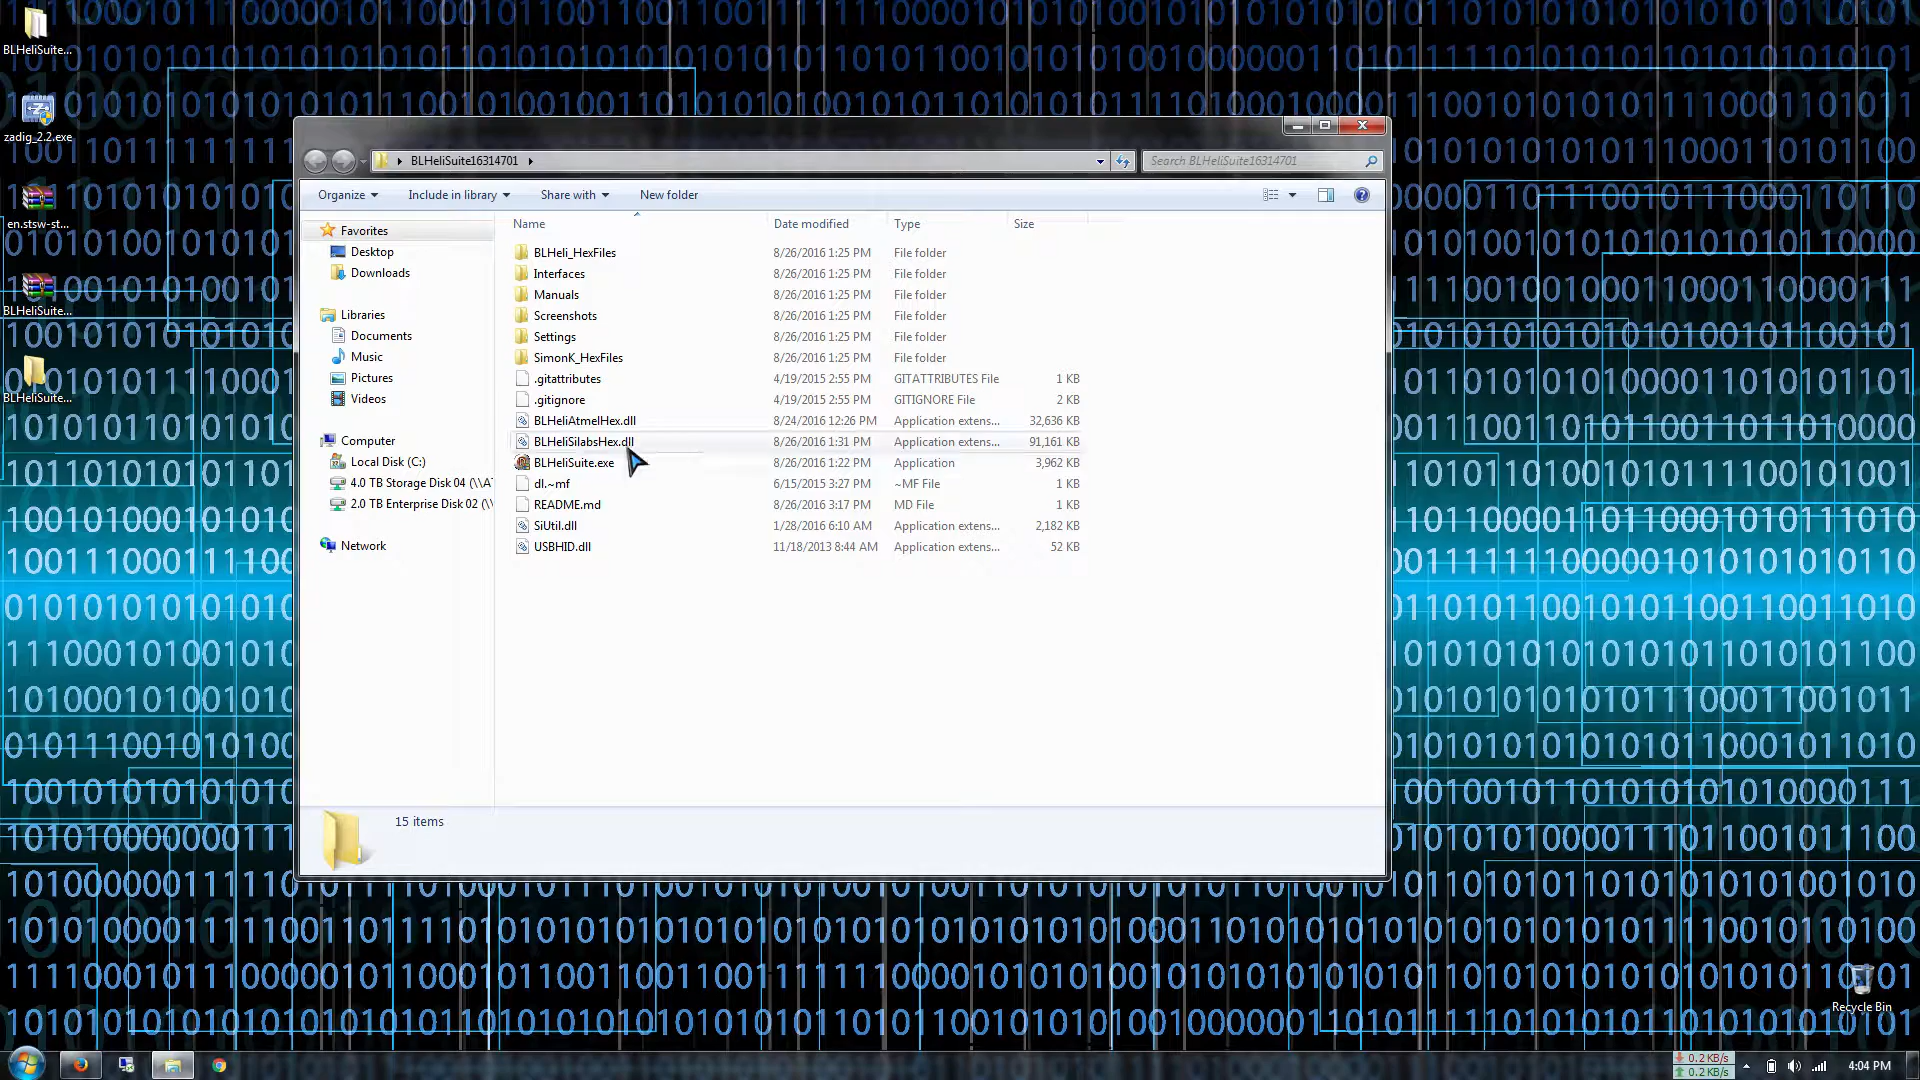 BLHeliSuite...
zadig_2.2.exe
en.stsw-st...
BLHeliSuite...
BLHeliSuite...
BLHeliSuite16314701
Search BLHeliSuite16314701
Organize
Include in library
Share with
New folder
Name
Date modified
Type
Size
Favorites
Desktop
Downloads
Libraries
Documents
Music
Pictures
Videos
Computer
Local Disk (C:)
4.0 TB Storage Disk 04 (\\A
2.0 TB Enterprise Disk 02 (\\
Network
BLHeli_HexFiles 8/26/2016 1:25 PM File folder
Interfaces 8/26/2016 1:25 PM File folder
Manuals 8/26/2016 1:25 PM File folder
Screenshots 8/26/2016 1:25 PM File folder
Settings 8/26/2016 1:25 PM File folder
SimonK_HexFiles 8/26/2016 1:25 PM File folder
.gitattributes 4/19/2015 2:55 PM GITATTRIBUTES File 1 KB
.gitignore 4/19/2015 2:55 PM GITIGNORE File 2 KB
BLHeliAtmelHex.dll 8/24/2016 12:26 PM Application extens... 32,636 KB
BLHeliSilabsHex.dll 8/26/2016 1:31 PM Application extens... 91,161 KB
BLHeliSuite.exe 8/26/2016 1:22 PM Application 3,962 KB
dl.~mf 6/15/2015 3:27 PM ~MF File 1 KB
README.md 8/26/2016 3:17 PM MD File 1 KB
SiUtil.dll 1/28/2016 6:10 AM Application extens... 2,182 KB
USBHID.dll 11/18/2013 8:44 AM Application extens... 52 KB
15 items
Recycle Bin
0.2 KB/s
0.2 KB/s
4:04 PM